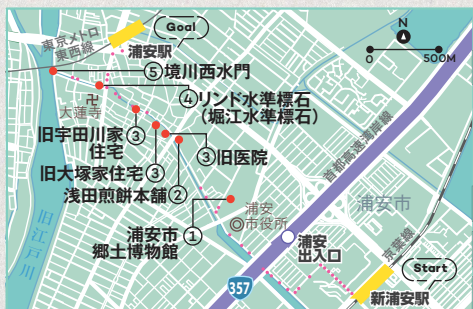 Goal
東京メトロ
東西線
浦安駅
N
0
500M
⑤境川西水門
④リンド水準標石
(堀江水準標石)
大蓮寺
旧宇田川家③
住宅
③旧医院
旧大塚家住宅③
浅田煎餅本舗②
首都高速湾岸線
浦安市
旧江戸川
浦安
市役所
浦安市①
郷土博物館
浦安
出入口
京葉線
Start
357
新浦安駅